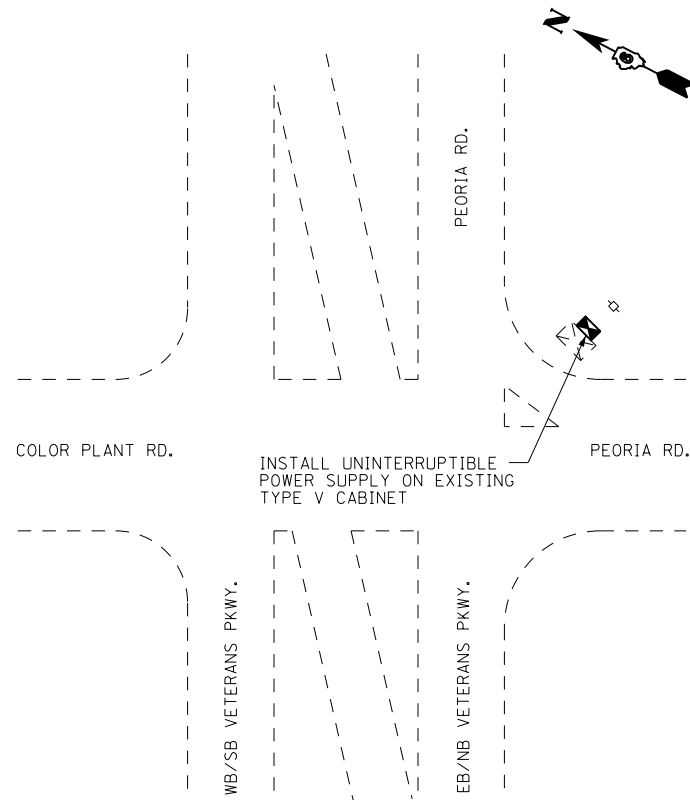 N
6
PEORIA RD.
COLOR PLANT RD.
INSTALL UNINTERRUPTIBLE
POWER SUPPLY ON EXISTING
TYPE V CABINET
PEORIA RD.
WB/SB VETERANS PKWY.
EB/NB VETERANS PKWY.